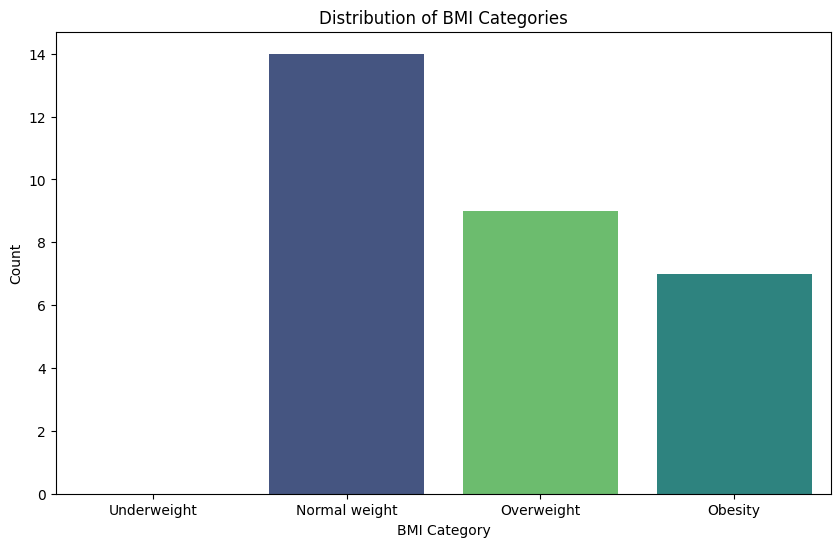 Distribution of BMI Categories
Count
14
12
10
8
6
4
2
0
Underweight
Normal weight
Overweight
Obesity
BMI Category